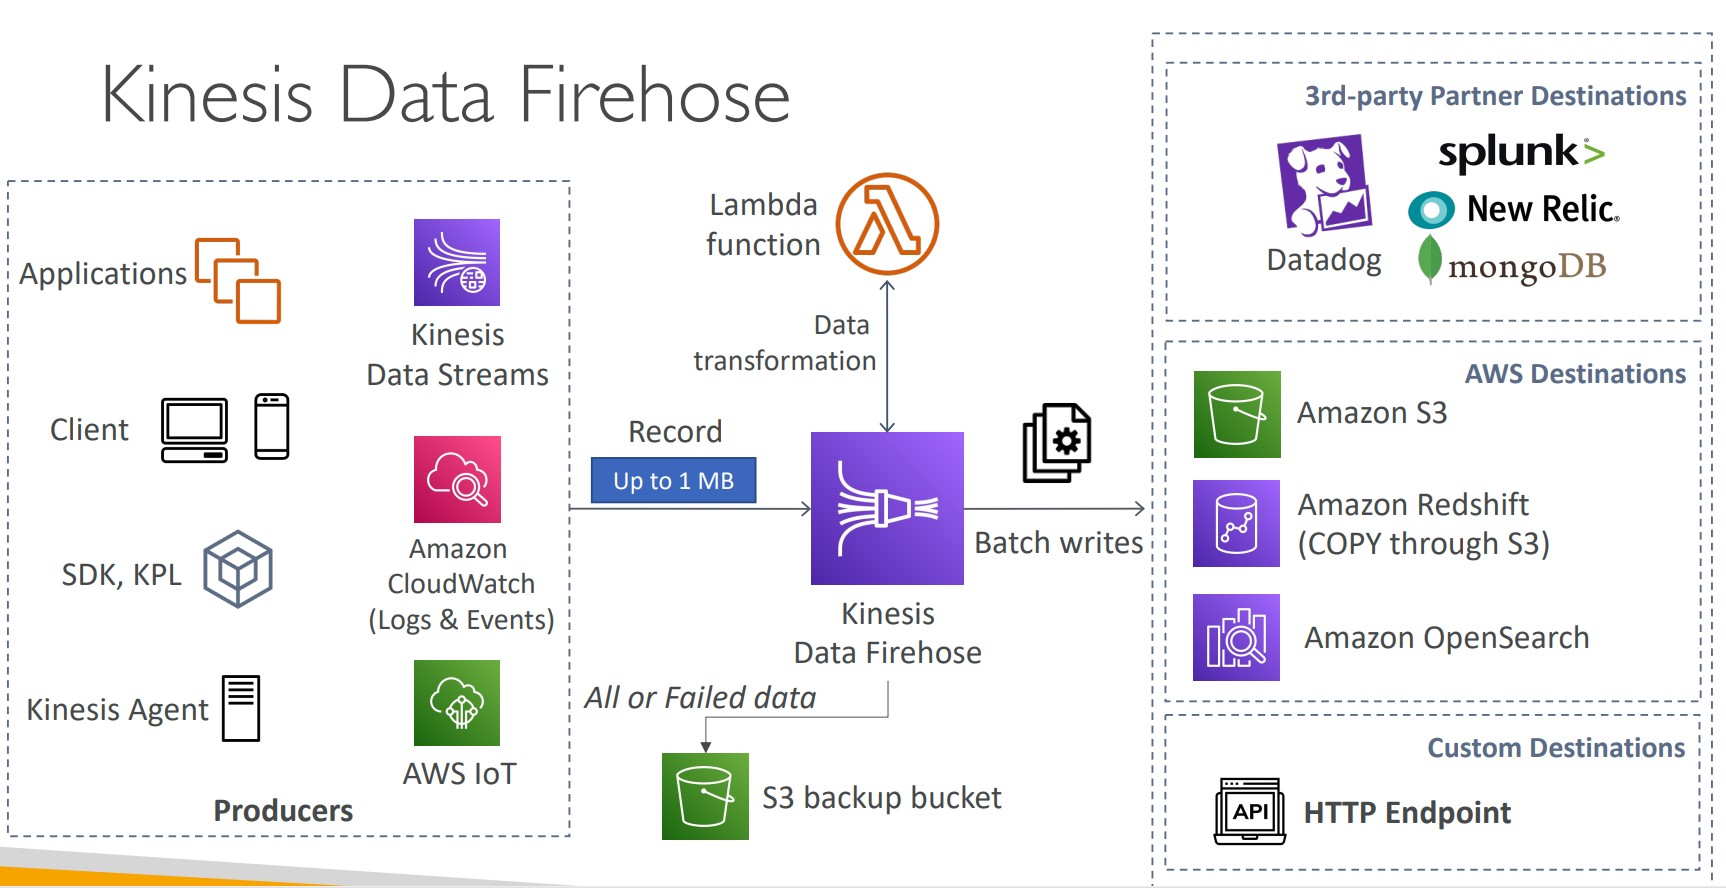 Kinesis Data Firehose
Applications
Kinesis
Data Streams
Client
Amazon
CloudWatch
(Logs & Events)
SDK, KPL
Kinesis Agent
AWS IoT
Producers
Lambda
function
Data
transformation
Record
Up to 1 MB
Kinesis
Data Firehose
Batch writes
All or Failed data
S3 backup bucket
3rd-party Partner Destinations
Datadog
splunk>
New Relic
mongoDB
AWS Destinations
Amazon S3
Amazon Redshift
(COPY through S3)
Amazon OpenSearch
Custom Destinations
API
HTTP Endpoint